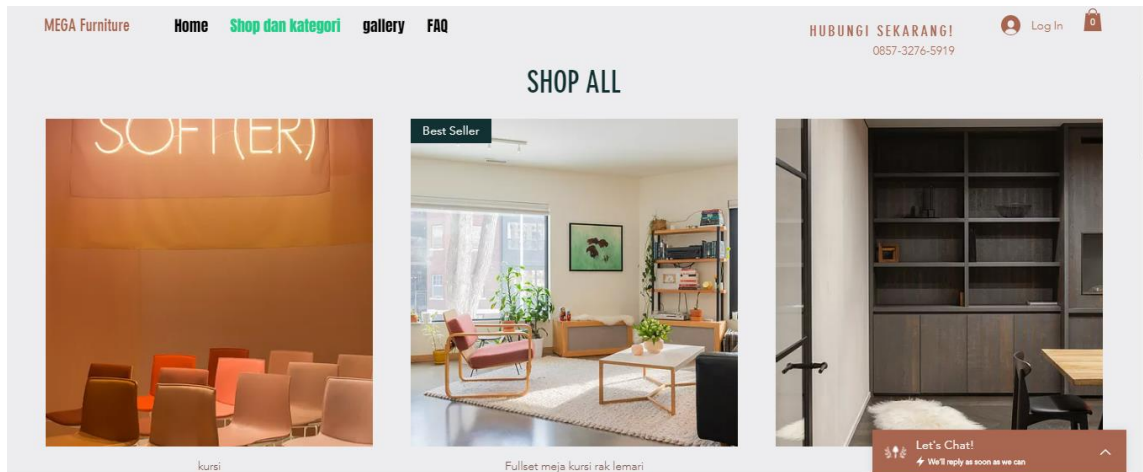 MEGA Furniture
Home Shop dan kategori gallery FAQ
HUBUNGI SEKARANG!
0857-3276-5919
Log In
0
SHOP ALL
SOFT(ER)
Best Seller
kursi
Fullset meja kursi rak lemari
Let's Chat!
We'll reply as soon as we can